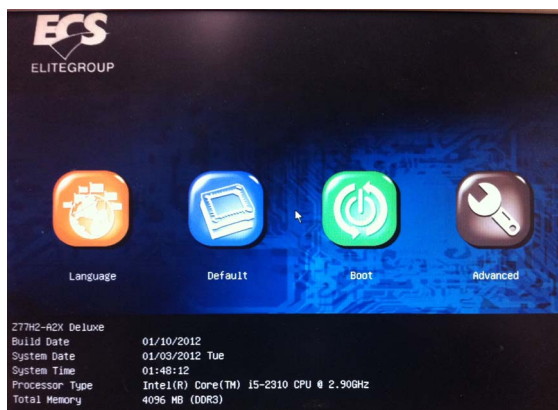 ECS
ELITEGROUP
Language
Default
Boot
Advanced
Z77H2-A2X Deluxe
Build Date 01/10/2012
System Date 01/03/2012 Tue
System Time 01:48:12
Processor Type Intel(R) Core(TM) i5-2310 CPU @ 2.90GHz
Total Memory 4096 MB (DDR3)